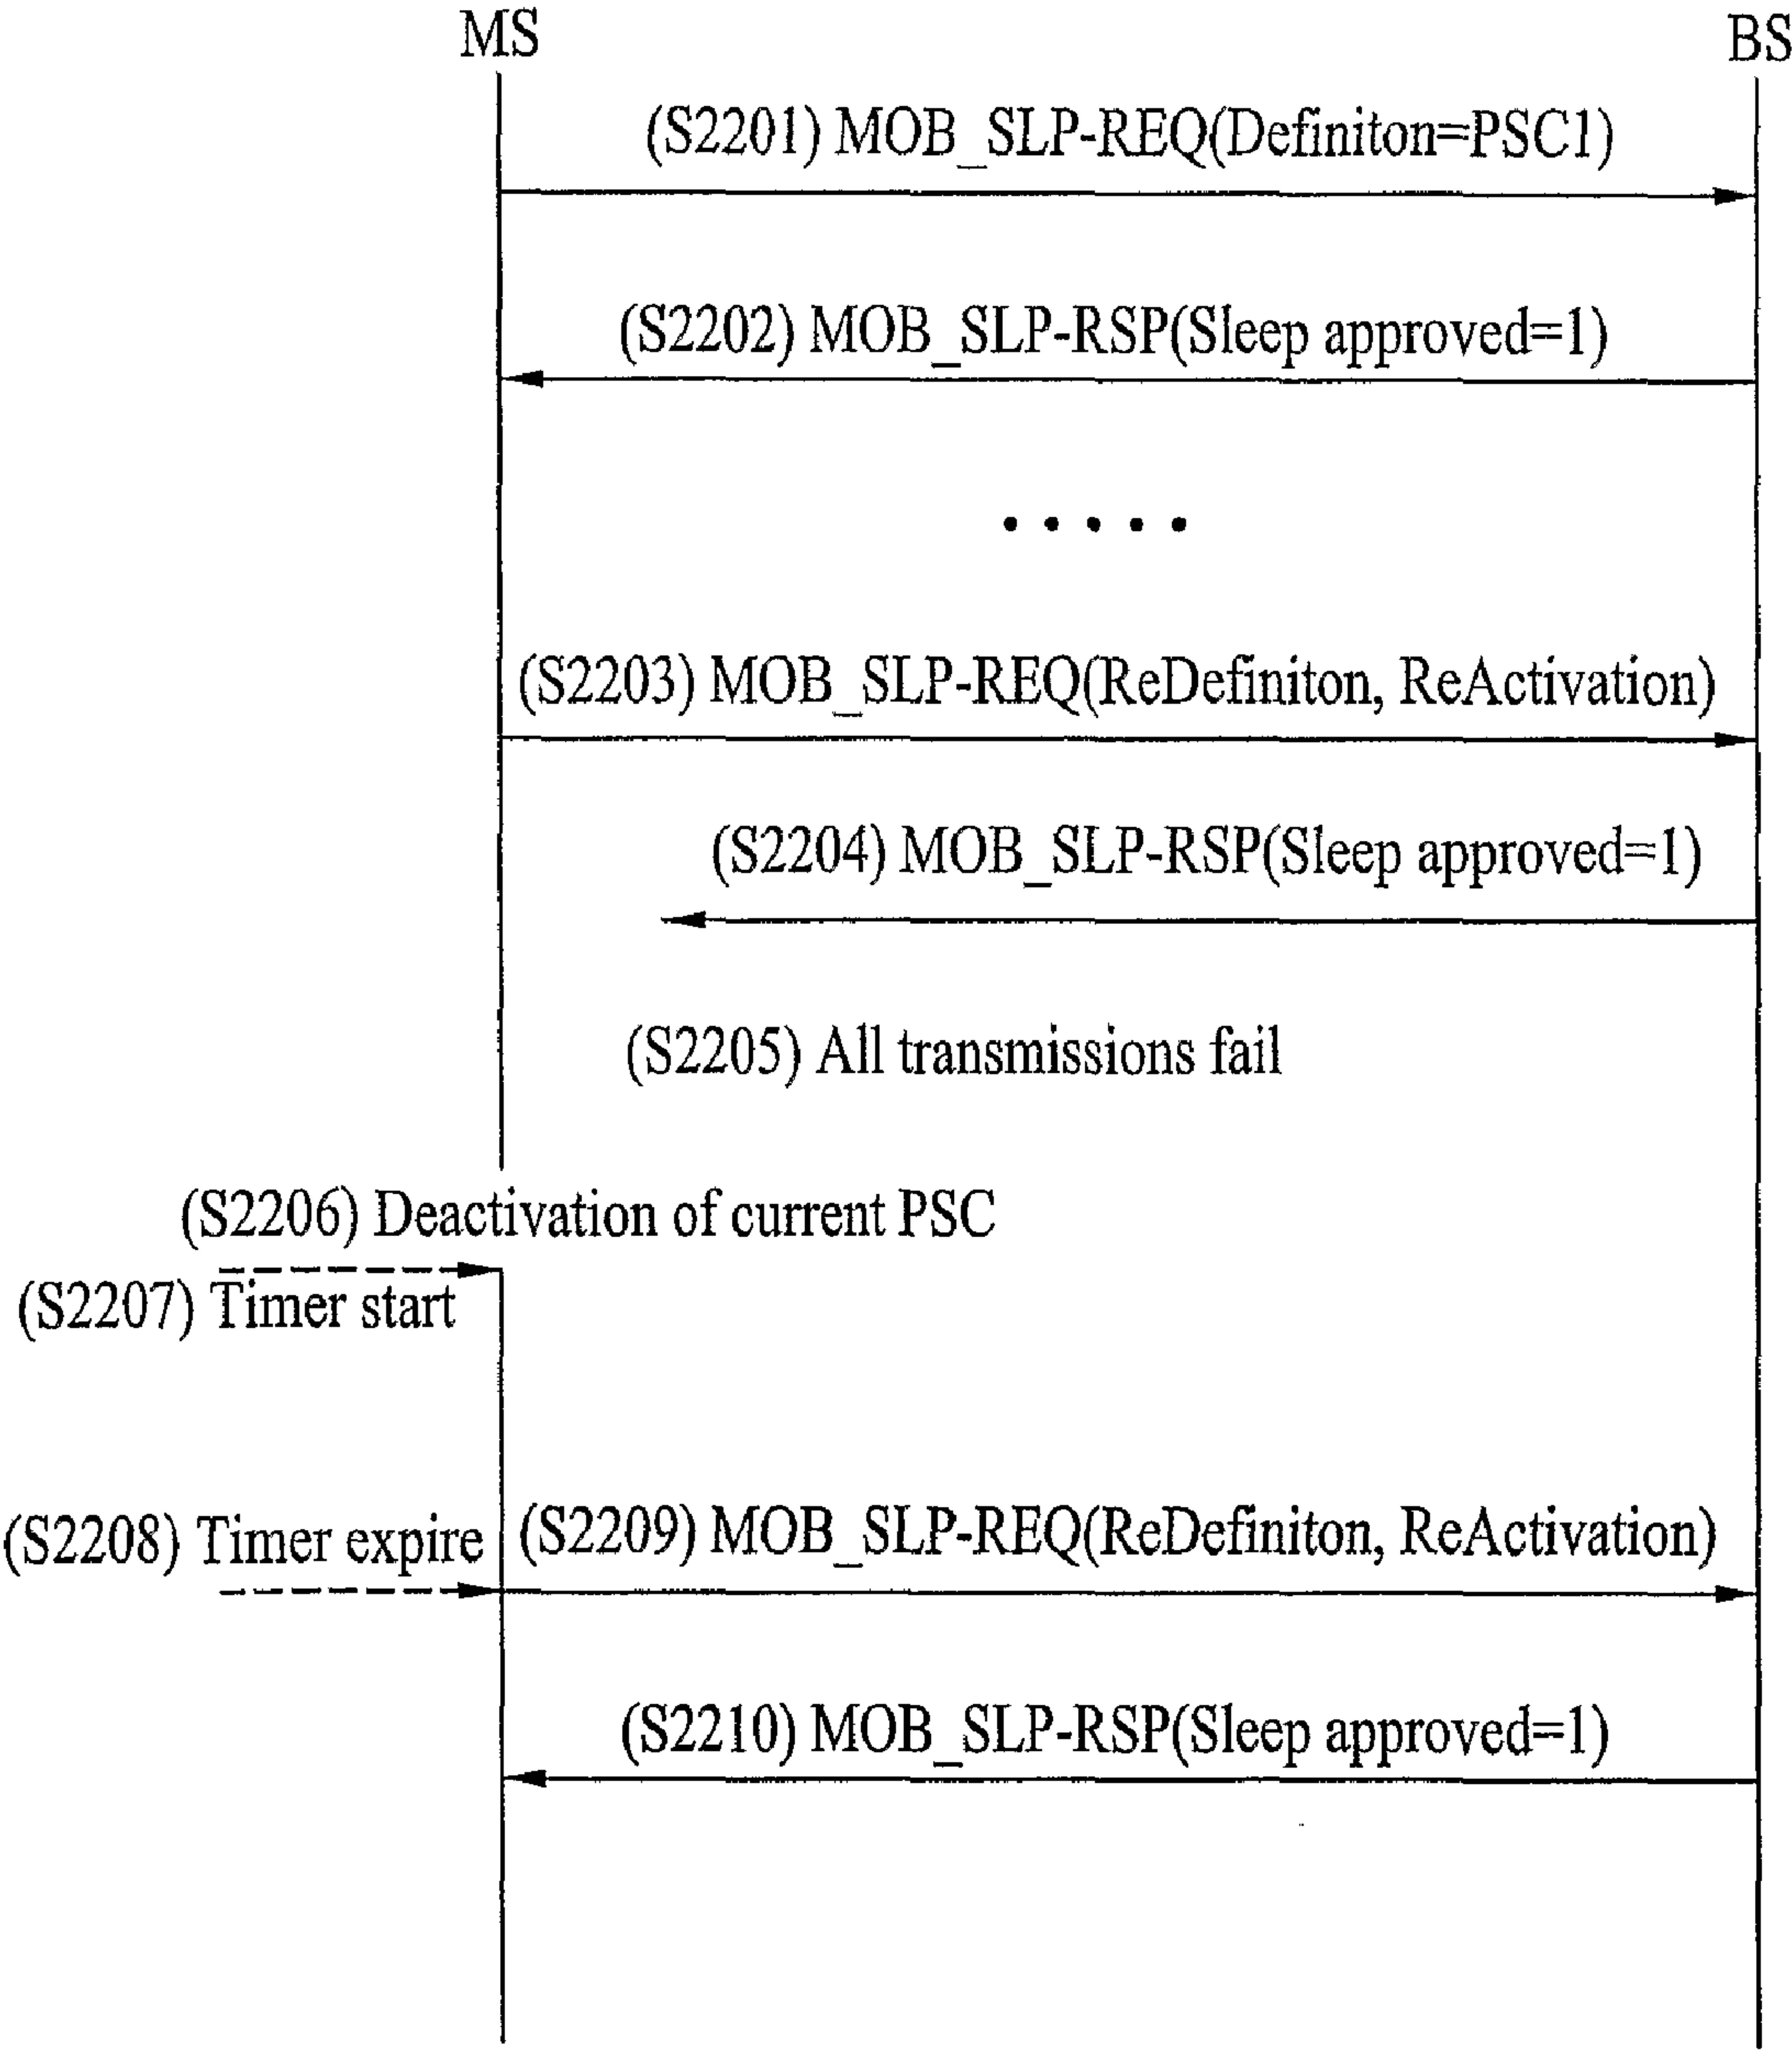 MS
BS
(S2201) MOB_SLP-REQ(Definiton=PSC1)
(S2202) MOB_SLP-RSP(Sleep approved=1)
(S2203) MOB_SLP-REQ(ReDefiniton, ReActivation)
(S2204) MOB_SLP-RSP(Sleep approved=1)
(S2205) All transmissions fail
(S2206) Deactivation of current PSC
(S2207) Timer start
(S2208) Timer expire
(S2209) MOB_SLP-REQ(ReDefiniton, ReActivation)
(S2210) MOB_SLP-RSP(Sleep approved=1)